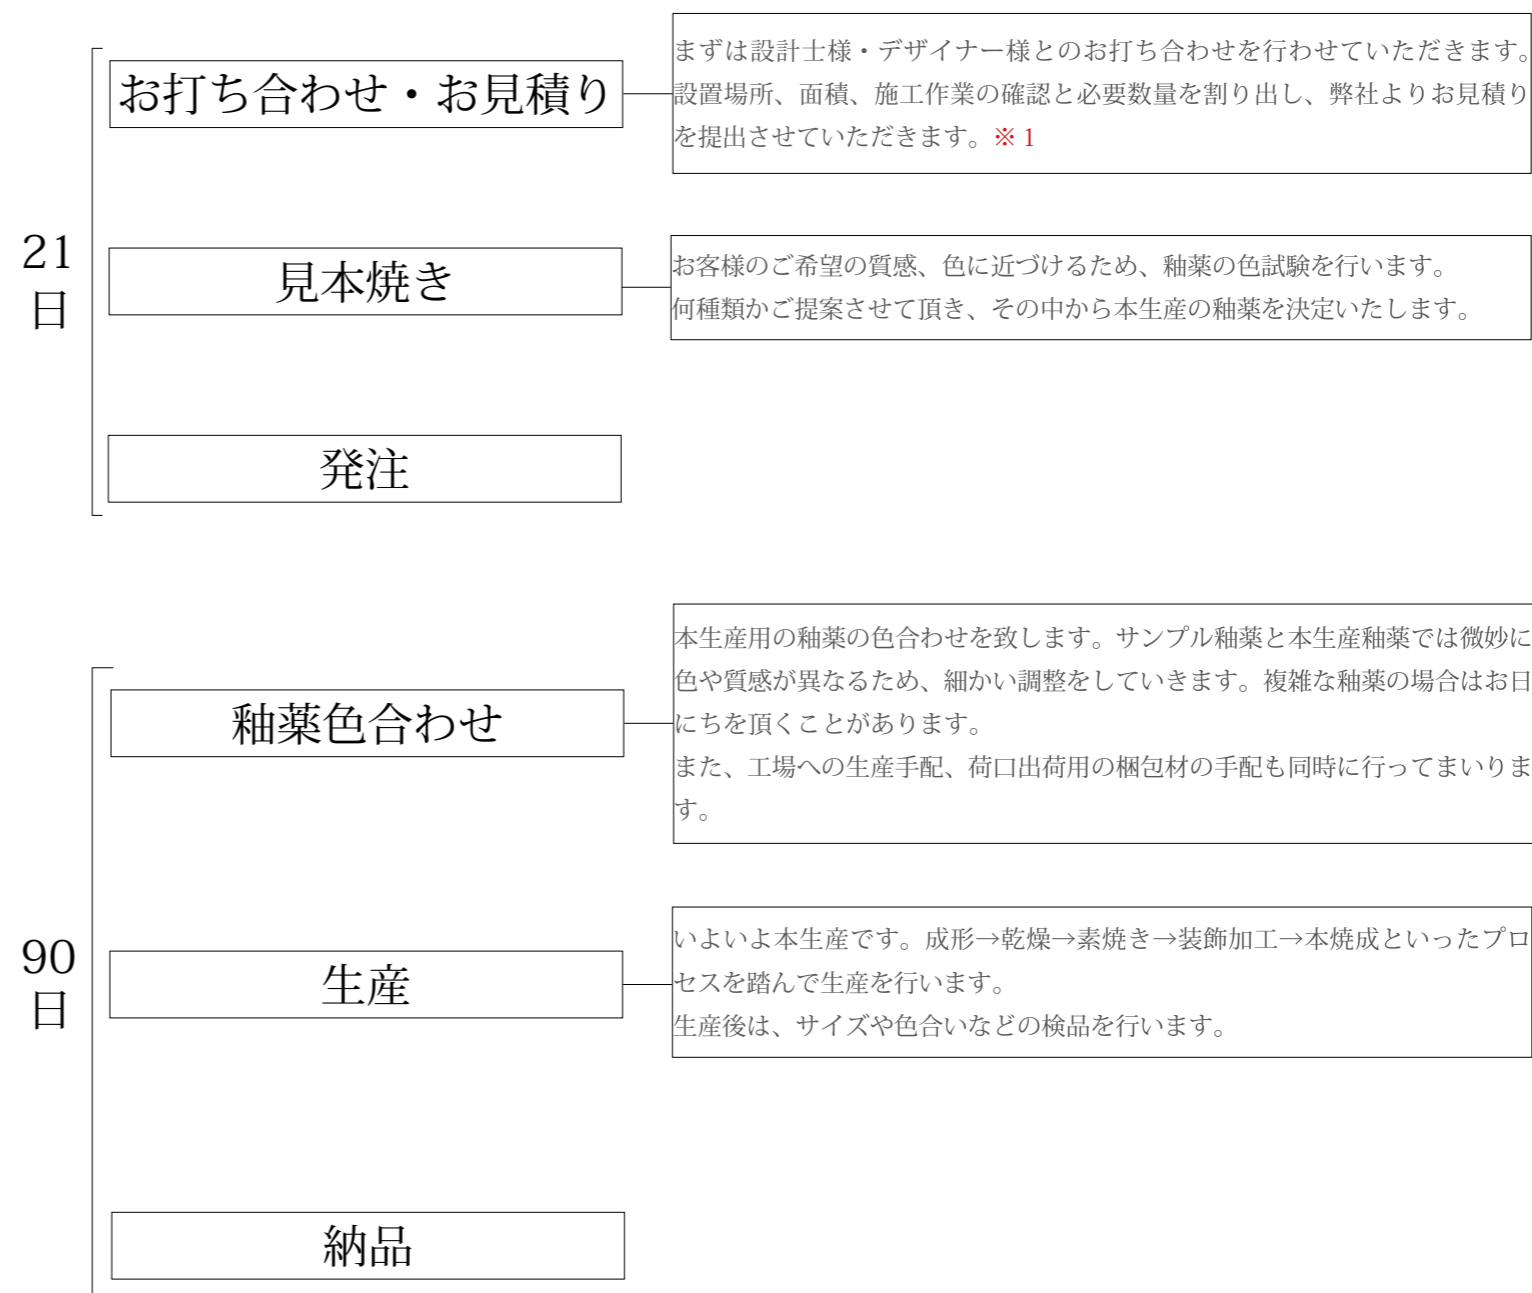 お打ち合わせ・お見積り
まずは設計士様・デザイナー様とのお打ち合わせを行わせていただきます。
設置場所、面積、施工作業の確認と必要数量を割り出し、弊社よりお見積り
を提出させていただきます。※1
21
日
見本焼き
お客様のご希望の質感、色に近づけるため、釉薬の色試験を行います。
何種類かご提案させて頂き、その中から本生産の釉薬を決定いたします。
発注
釉薬色合わせ
本生産用の釉薬の色合わせを致します。サンプル釉薬と本生産釉薬では微妙に
色や質感が異なるため、細かい調整をしていきます。複雑な釉薬の場合はお日
にちを頂くことがあります。
また、工場への生産手配、荷口出荷用の梱包材の手配も同時に行ってまいりま
す。
90
日
生産
いよいよ本生産です。成形→乾燥→素焼き→装飾加工→本焼成といったプロ
セスを踏んで生産を行います。
生産後は、サイズや色合いなどの検品を行います。
納品